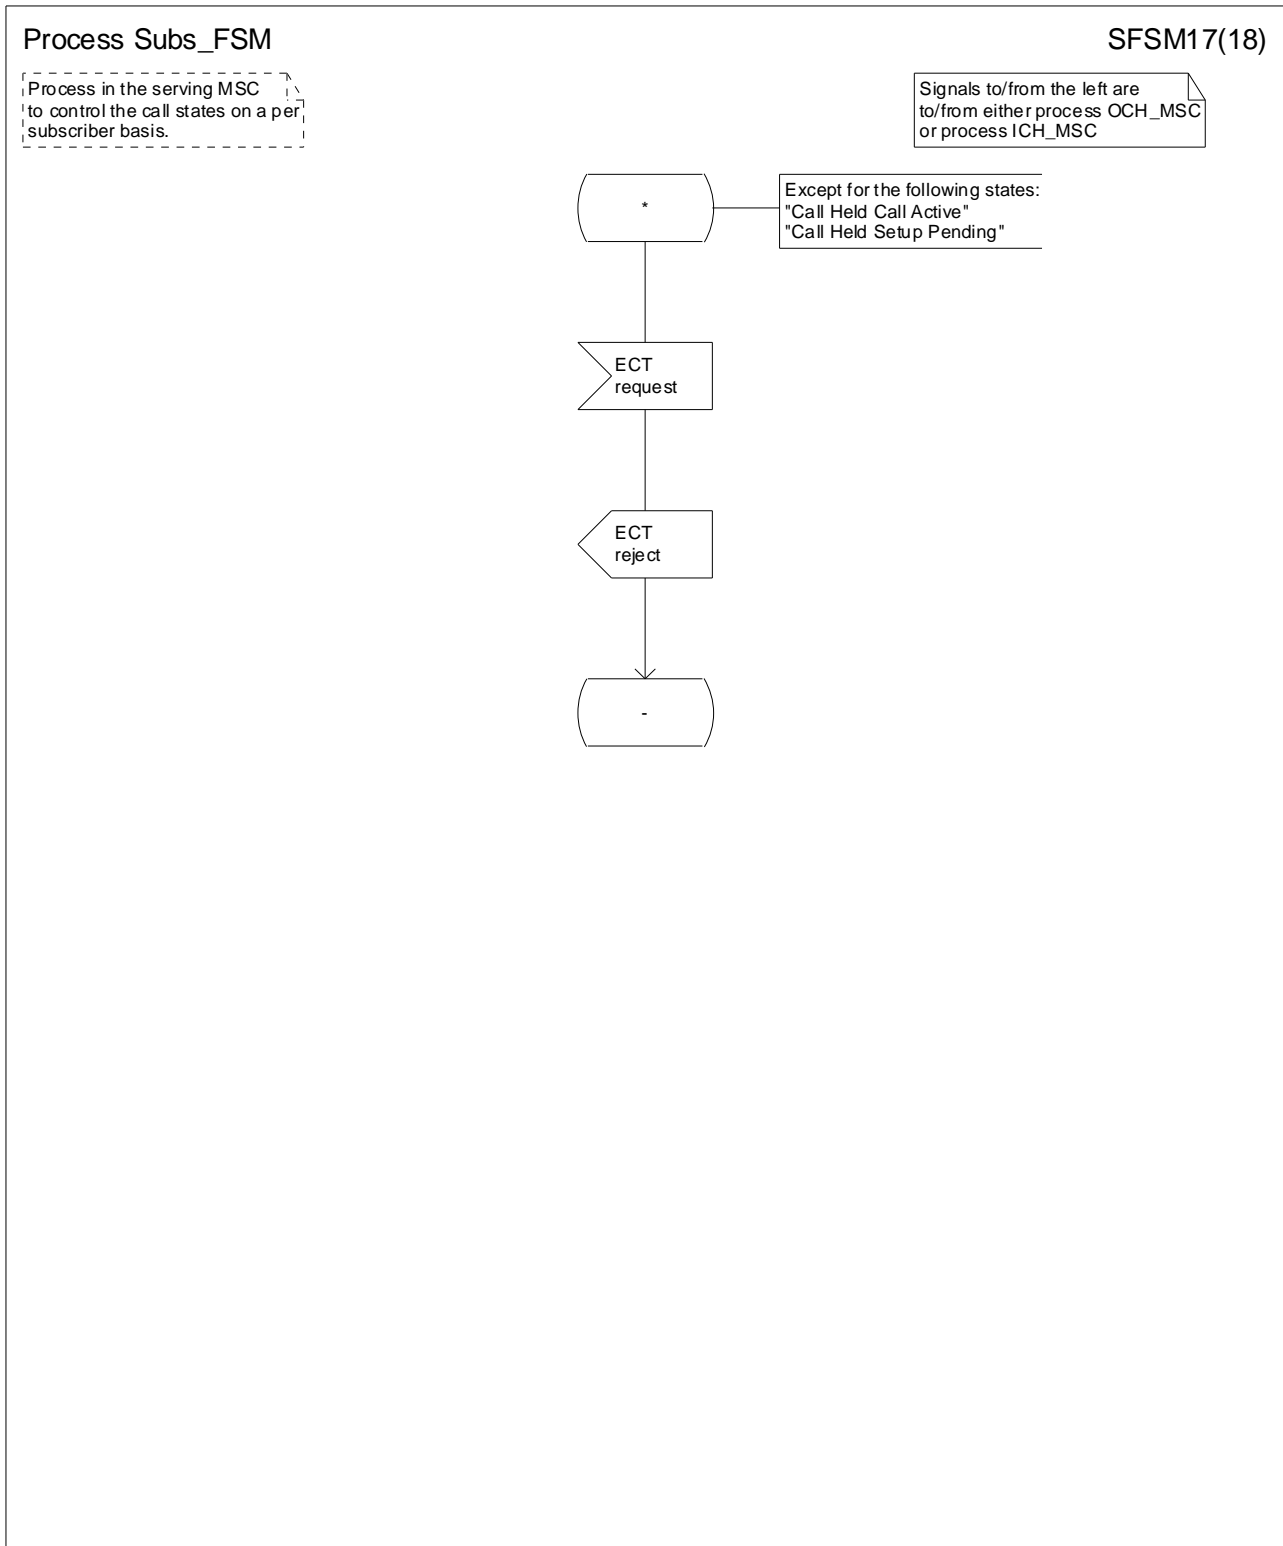 Process Subs_FSM
SFSM17(18)
Process in the serving MSC
to control the call states on a per
subscriber basis.
Signals to/from the left are
to/from either process OCH_MSC
or process ICH_MSC
*
Except for the following states:
"Call Held Call Active"
"Call Held Setup Pending"
ECT
request
ECT
reject
-